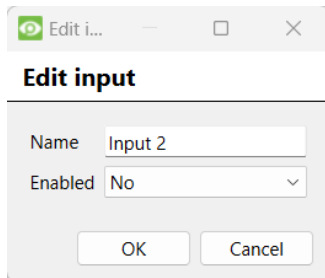 Edit i...
Edit input
Name Input 2
Enabled No
OK Cancel